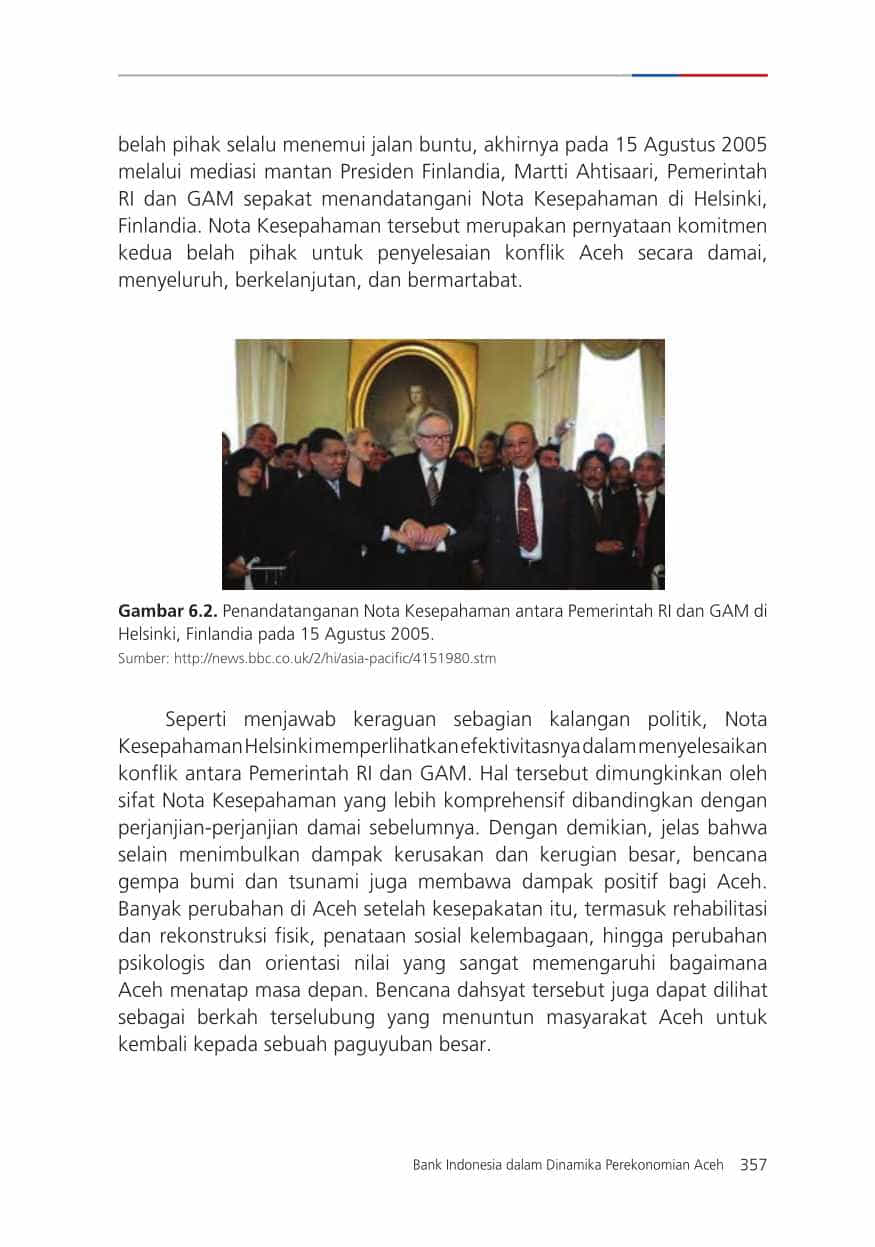 belah pihak selalu menemui jalan buntu, akhirnya pada 15 Agustus 2005
melalui mediasi mantan Presiden Finlandia, Martti Ahtisaari, Pemerintah
RI dan GAM sepakat menandatangani Nota Kesepahaman di Helsinki,
Finlandia. Nota Kesepahaman tersebut merupakan pernyataan komitmen
kedua belah pihak untuk penyelesaian konflik Aceh secara damai,
menyeluruh, berkelanjutan, dan bermartabat.
Gambar 6.2. Penandatanganan Nota Kesepahaman antara Pemerintah RI dan GAM di
Helsinki, Finlandia pada 15 Agustus 2005.
Sumber: http://news.bbc.co.uk/2/hi/asia-pacific/4151980.stm
Seperti menjawab keraguan sebagian kalangan politik, Nota
Kesepahaman Helsinki memperlihatkan efektivitasnya dalam menyelesaikan
konflik antara Pemerintah RI dan GAM. Hal tersebut dimungkinkan oleh
sifat Nota Kesepahaman yang lebih komprehensif dibandingkan dengan
perjanjian-perjanjian damai sebelumnya. Dengan demikian, jelas bahwa
selain menimbulkan dampak kerusakan dan kerugian besar, bencana
gempa bumi dan tsunami juga membawa dampak positif bagi Aceh.
Banyak perubahan di Aceh setelah kesepakatan itu, termasuk rehabilitasi
dan rekonstruksi fisik, penataan sosial kelembagaan, hingga perubahan
psikologis dan orientasi nilai yang sangat memengaruhi bagaimana
Aceh menatap masa depan. Bencana dahsyat tersebut juga dapat dilihat
sebagai berkah terselubung yang menuntun masyarakat Aceh untuk
kembali kepada sebuah paguyuban besar.
Bank Indonesia dalam Dinamika Perekonomian Aceh 357